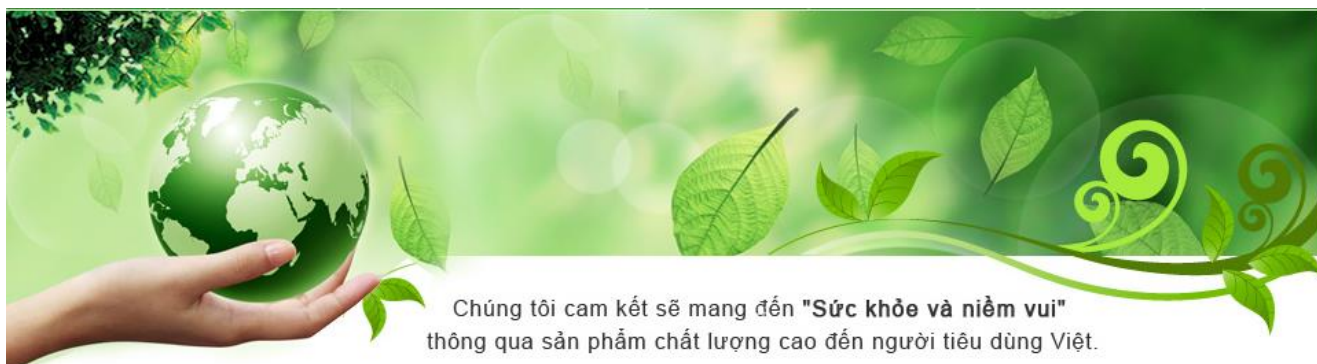 Chúng tôi cam kết sẽ mang đến "Sức khỏe và niềm vui"
thông qua sản phẩm chất lượng cao đến người tiêu dùng Việt.